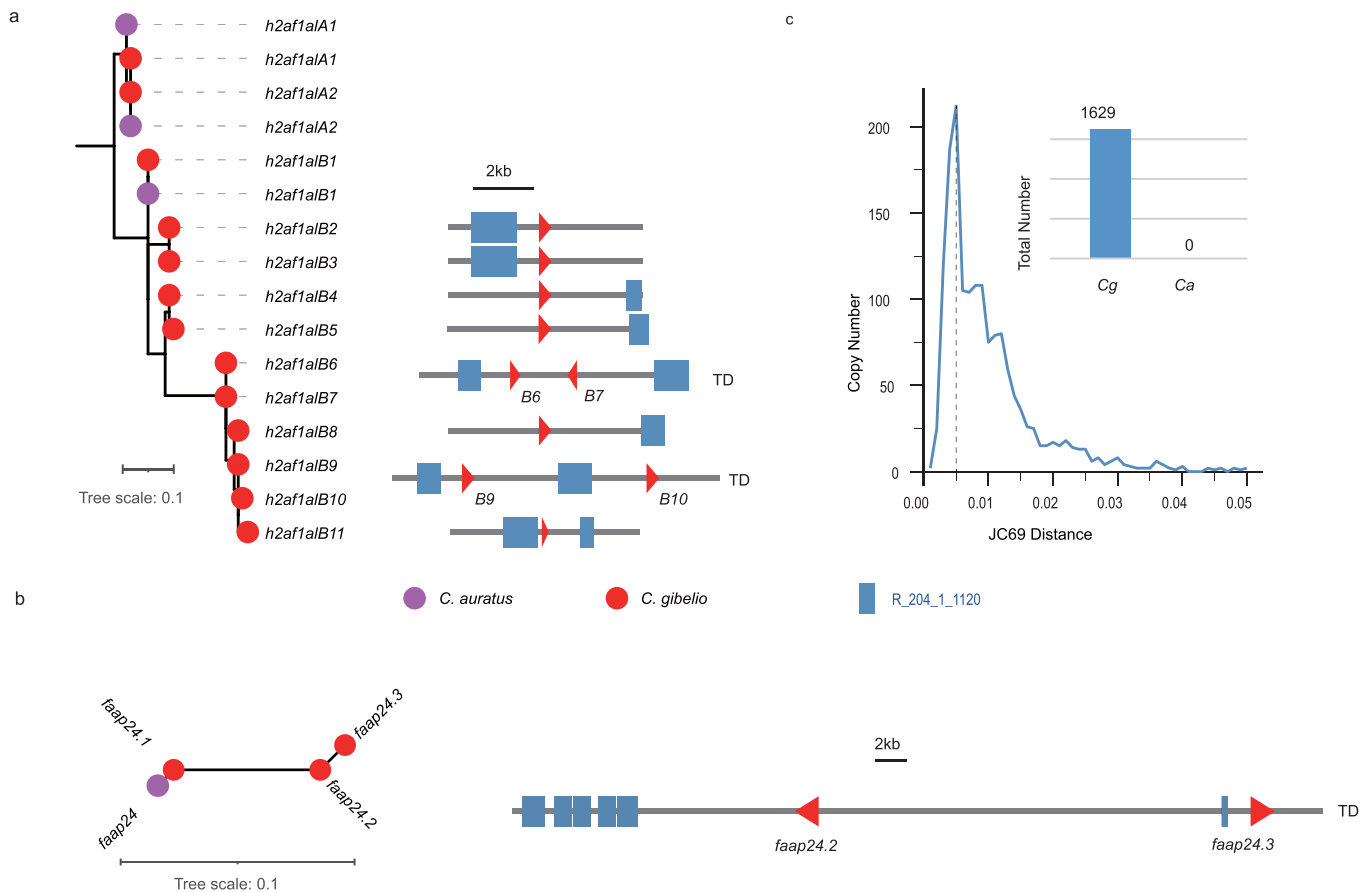 a
h2af1alA1
h2af1alA1
h2af1alA2
h2af1alA2
h2af1alB1
h2af1alB1
h2af1alB2
h2af1alB3
h2af1alB4
h2af1alB5
h2af1alB6
h2af1alB7
h2af1alB8
h2af1alB9
h2af1alB10
h2af1alB11
Tree scale: 0.1
2kb
B6
B7
TD
B9
B10
TD
c
200
150
100
50
0
0.00
0.01
0.02
0.03
0.04
0.05
Copy Number
JC69 Distance
1629
0
Total Number
Cg
Ca
C. auratus
C. gibelio
R_204_1_1120
b
faap24.1
faap24
faap24.3
faap24.2
Tree scale: 0.1
2kb
faap24.2
faap24.3
TD